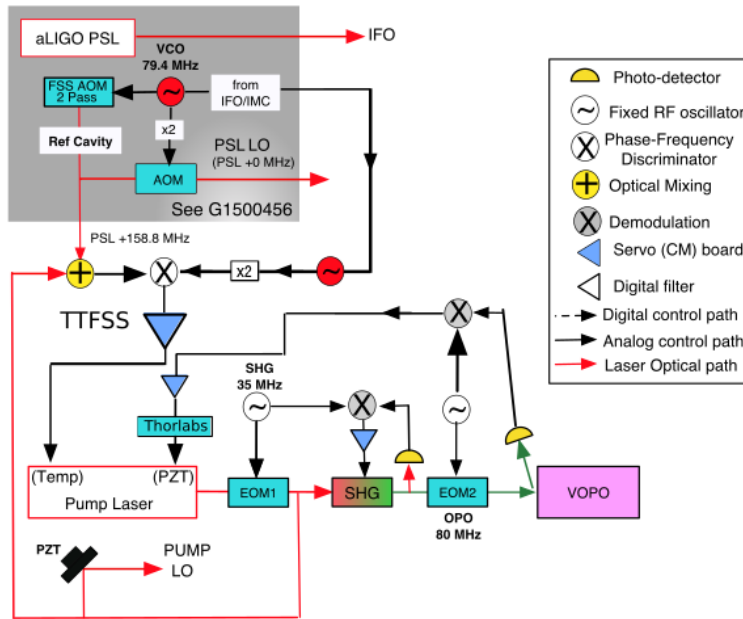 aLIGO PSL
IFO
VCO
79.4 MHz
FSS AOM
2 Pass
from
IFO/IMC
x2
Ref Cavity
PSL LO
(PSL +0 MHz)
AOM
See G1500456
PSL +158.8 MHz
x2
TTFSS
SHG
35 MHz
Thorlabs
(Temp)
(PZT)
Pump Laser
EOM1
SHG
EOM2
VOPO
OPO
80 MHz
PZT
PUMP
LO
Photo-detector
Fixed RF oscillator
Phase-Frequency
Discriminator
Optical Mixing
Demodulation
Servo (CM) board
Digital filter
Digital control path
Analog control path
Laser Optical path